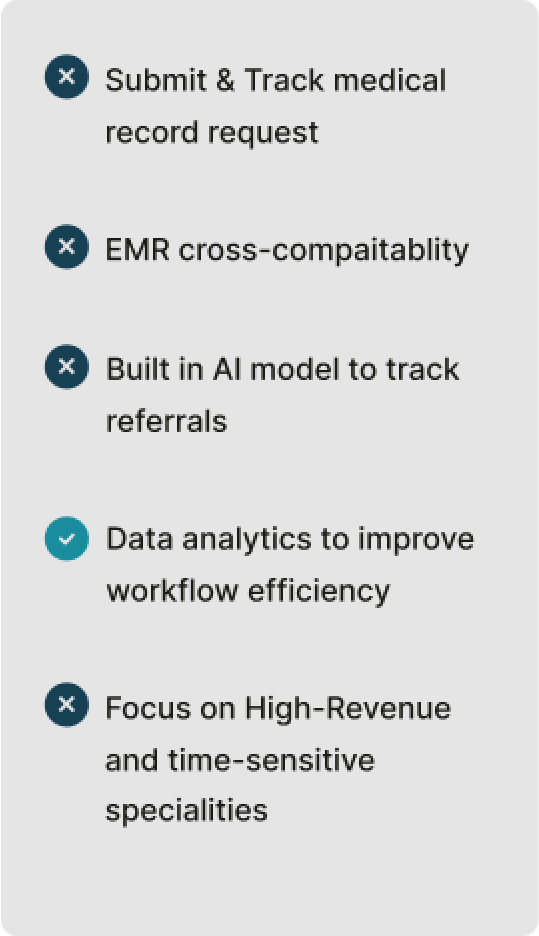 Submit & Track medical
record request
EMR cross-compaitablity
Built in AI model to track
referrals
Data analytics to improve
workflow efficiency
Focus on High-Revenue
and time-sensitive
specialities